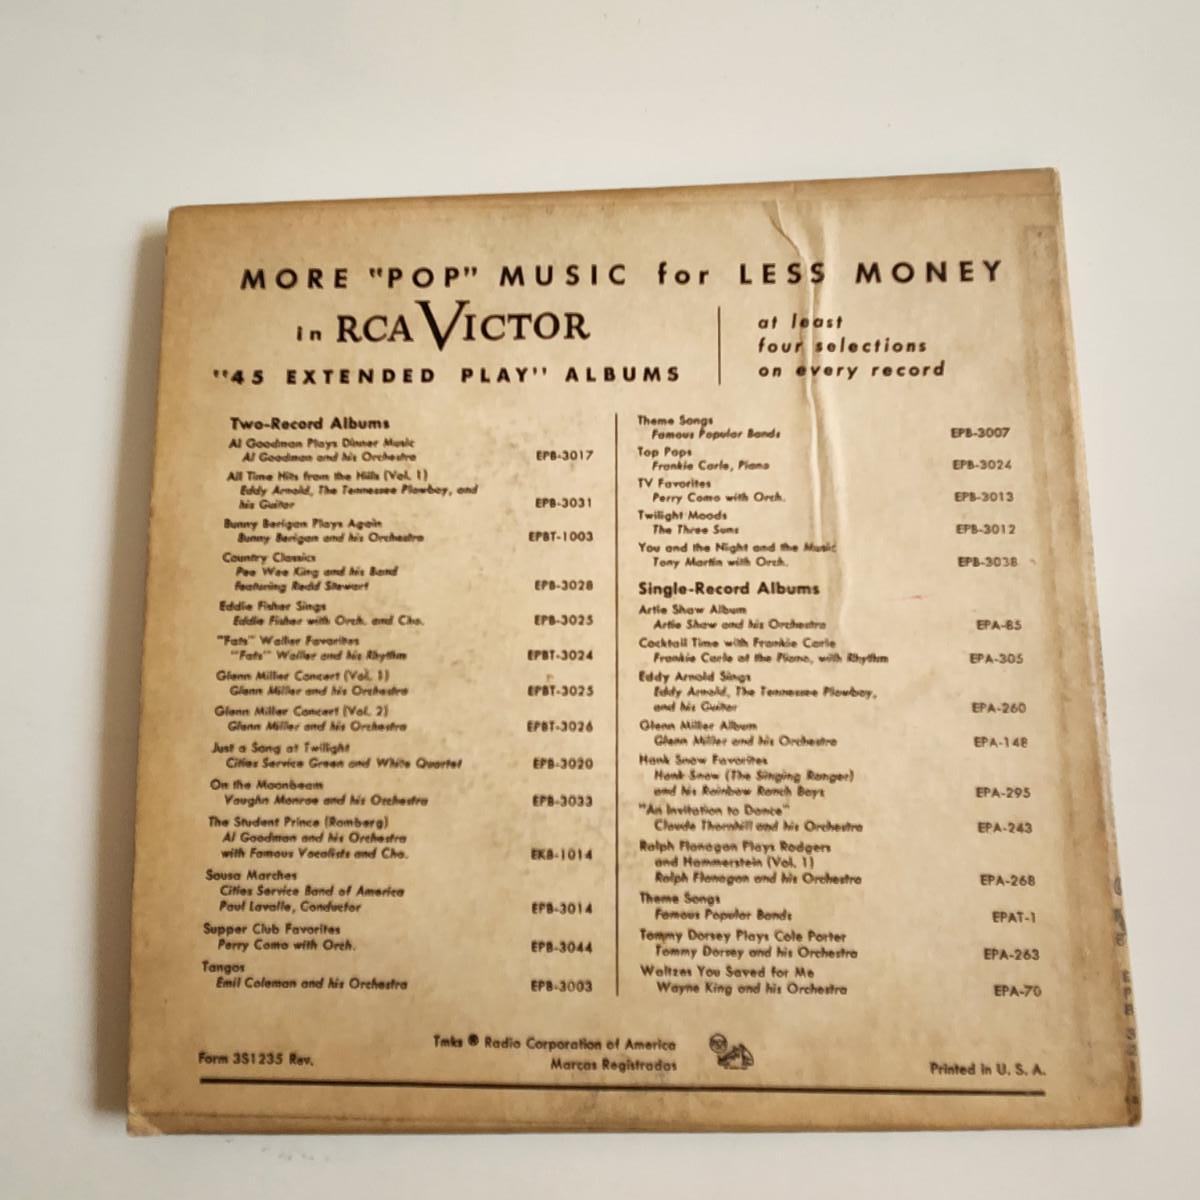 MORE "POP" MUSIC for LESS MONEY
in RCA VICTOR
"45 EXTENDED PLAY" ALBUMS
at least
four selections
on every record
Two-Record Albums
Al Goodman Plays Dinner Music
Al Goodman and his Orchestra EPB-3017
All Time Hits from the Hills (Vol. 1)
Eddy Arnold, The Tennessee Plowboy, and
his Guitar EPB-3031
Bunny Berigan Plays Again
Bunny Berigan and his Orchestra EPBT-1003
Country Classics
Pee Wee King and his Band
featuring Redd Stewart EPB-3028
Eddie Fisher Sings
Eddie Fisher with Orch. and Cho. EPB-3025
"Fats" Waller Favorites
"Fats" Waller and his Rhythm EPBT-3024
Glenn Miller Concert (Vol. 1)
Glenn Miller and his Orchestra EPBT-3025
Glenn Miller Concert (Vol. 2)
Glenn Miller and his Orchestra EPBT-3026
Just a Song at Twilight
Cities Service Green and White Quartet EPB-3020
On the Moonbeam
Vaughn Monroe and his Orchestra EPB-3033
The Student Prince (Romberg)
Al Goodman and his Orchestra
with Famous Vocalists and Cho. EKB-1014
Sousa Marches
Cities Service Band of America
Paul Lavalle, Conductor EPB-3014
Supper Club Favorites
Perry Como with Orch. EPB-3044
Tangos
Emil Coleman and his Orchestra EPB-3003
Theme Songs
Famous Popular Bands EPB-3007
Top Pops
Frankie Carle, Piano EPB-3024
TV Favorites
Perry Como with Orch. EPB-3013
Twilight Moods
The Three Suns EPB-3012
You and the Night and the Music
Tony Martin with Orch. EPB-3038
Single-Record Albums
Artie Shaw Album
Artie Shaw and his Orchestra EPA-85
Cocktail Time with Frankie Carle
Frankie Carle at the Piano, with Rhythm EPA-305
Eddy Arnold Sings
Eddy Arnold, The Tennessee Plowboy,
and his Guitar EPA-260
Glenn Miller Album
Glenn Miller and his Orchestra EPA-148
Hank Snow Favorites
Hank Snow (The Singing Ranger)
and his Rainbow Ranch Boys EPA-295
"An Invitation to Dance"
Claude Thornhill and his Orchestra EPA-243
Ralph Flanagan Plays Rodgers
and Hammerstein (Vol. 1)
Ralph Flanagan and his Orchestra EPA-268
Theme Songs
Famous Popular Bands EPAT-1
Tommy Dorsey Plays Cole Porter
Tommy Dorsey and his Orchestra EPA-263
Waltzes You Saved for Me
Wayne King and his Orchestra EPA-70
Form 3S1235 Rev.
Tmks ® Radio Corporation of America
Marcas Registradas
Printed in U. S. A.